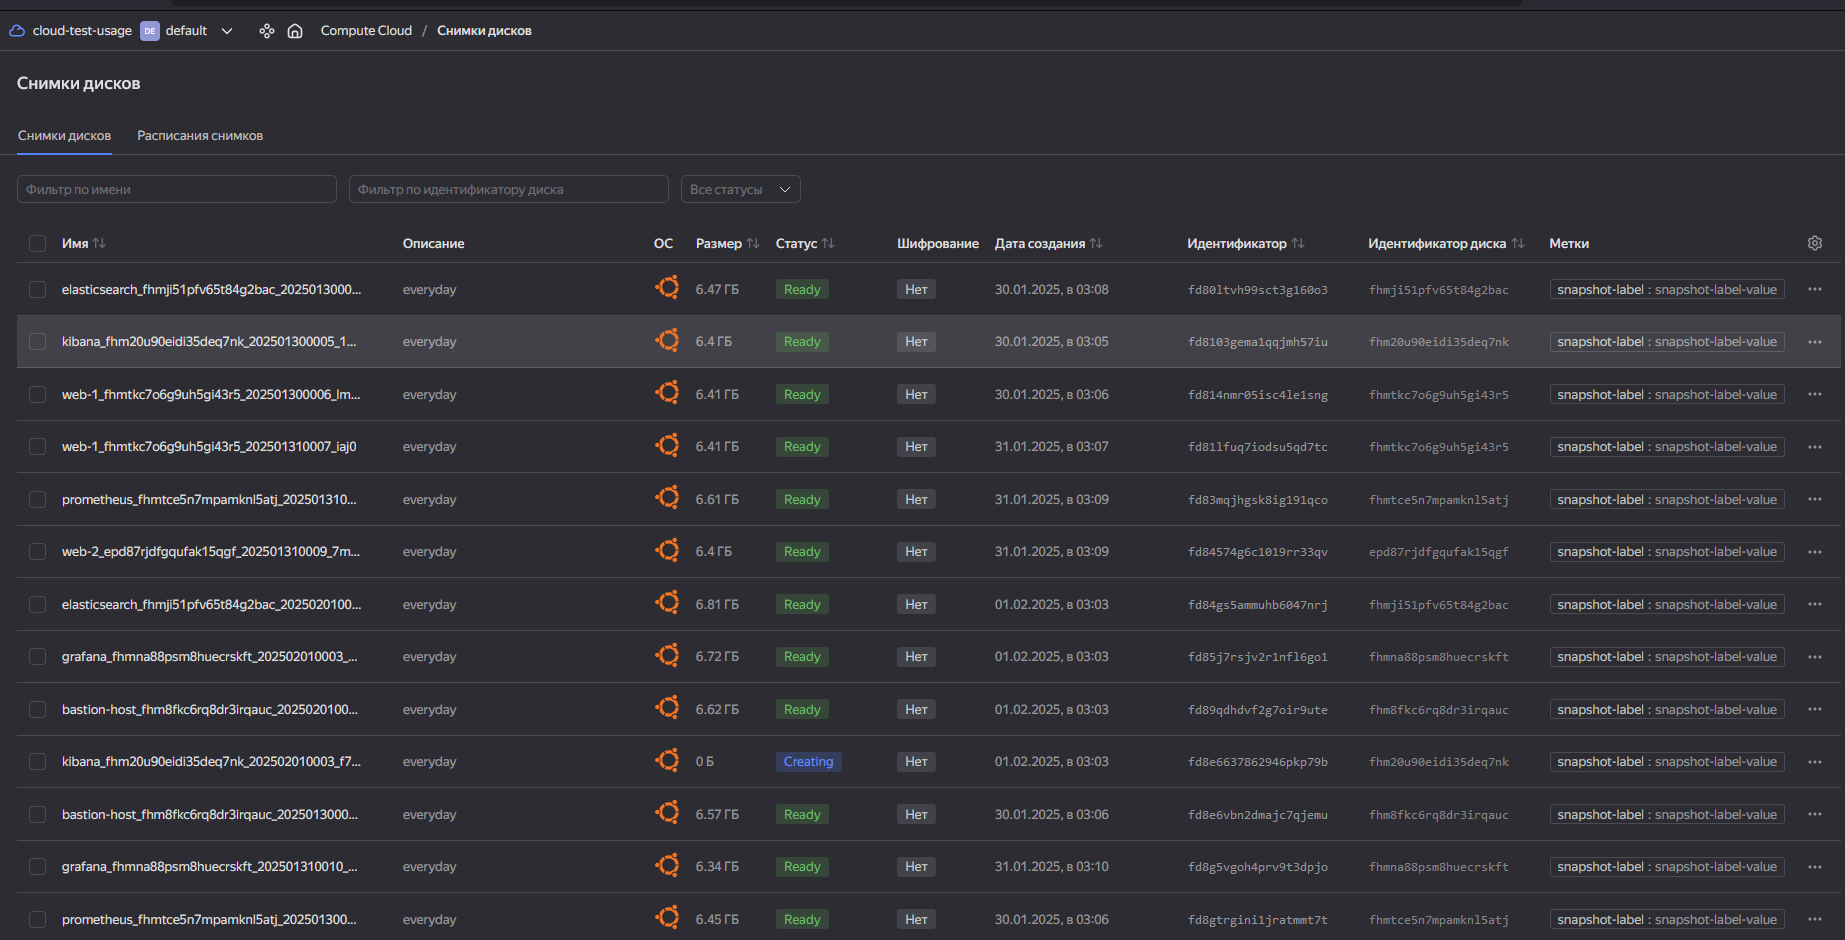 cloud-test-usage DE default Compute Cloud / Снимки дисков
Снимки дисков
Снимки дисков Расписания снимков
Фильтр по имени Фильтр по идентификатору диска Все статусы
Имя Описание ОС Размер Статус Шифрование Дата создания Идентификатор Идентификатор диска Метки
elasticsearch_fhmji51pfv65t84g2bac_2025013000... everyday 6.47 ГБ Ready Нет 30.01.2025, в 03:08 fd80ltvh99sct3g160o3 fhmji51pfv65t84g2bac snapshot-label : snapshot-label-value
kibana_fhm20u90eidi35deq7nk_202501300005_1... everyday 6.4 ГБ Ready Нет 30.01.2025, в 03:05 fd8103gema1qqjmh57iu fhm20u90eidi35deq7nk snapshot-label : snapshot-label-value
web-1_fhmtkc7o6g9uh5gi43r5_202501300006_lm... everyday 6.41 ГБ Ready Нет 30.01.2025, в 03:06 fd814nmr05isc4le1sng fhmtkc7o6g9uh5gi43r5 snapshot-label : snapshot-label-value
web-1_fhmtkc7o6g9uh5gi43r5_202501310007_iaj0 everyday 6.41 ГБ Ready Нет 31.01.2025, в 03:07 fd81lfuq7iodsu5qd7tc fhmtkc7o6g9uh5gi43r5 snapshot-label : snapshot-label-value
prometheus_fhmtce5n7mpamknl5atj_202501310... everyday 6.61 ГБ Ready Нет 31.01.2025, в 03:09 fd83mqjhgsk8ig191qco fhmtce5n7mpamknl5atj snapshot-label : snapshot-label-value
web-2_epd87rjdfgqufak15qgf_202501310009_7m... everyday 6.4 ГБ Ready Нет 31.01.2025, в 03:09 fd84574g6c1019rr33qv epd87rjdfgqufak15qgf snapshot-label : snapshot-label-value
elasticsearch_fhmji51pfv65t84g2bac_2025020100... everyday 6.81 ГБ Ready Нет 01.02.2025, в 03:03 fd84gs5ammuhb6047nrj fhmji51pfv65t84g2bac snapshot-label : snapshot-label-value
grafana_fhmna88psm8huecrskft_202502010003_... everyday 6.72 ГБ Ready Нет 01.02.2025, в 03:03 fd85j7rsjv2r1nfl6go1 fhmna88psm8huecrskft snapshot-label : snapshot-label-value
bastion-host_fhm8fkc6rq8dr3irqauc_2025020100... everyday 6.62 ГБ Ready Нет 01.02.2025, в 03:03 fd89qdhdvf2g7oir9ute fhm8fkc6rq8dr3irqauc snapshot-label : snapshot-label-value
kibana_fhm20u90eidi35deq7nk_202502010003_f7... everyday 0 Б Creating Нет 01.02.2025, в 03:03 fd8e6637862946pkp79b fhm20u90eidi35deq7nk snapshot-label : snapshot-label-value
bastion-host_fhm8fkc6rq8dr3irqauc_2025013000... everyday 6.57 ГБ Ready Нет 30.01.2025, в 03:06 fd8e6vbn2dmajc7qjemu fhm8fkc6rq8dr3irqauc snapshot-label : snapshot-label-value
grafana_fhmna88psm8huecrskft_202501310010_... everyday 6.34 ГБ Ready Нет 31.01.2025, в 03:10 fd8g5vgoh4prv9t3dpjo fhmna88psm8huecrskft snapshot-label : snapshot-label-value
prometheus_fhmtce5n7mpamknl5atj_202501300... everyday 6.45 ГБ Ready Нет 30.01.2025, в 03:06 fd8gtrgini1jratmmt7t fhmtce5n7mpamknl5atj snapshot-label : snapshot-label-value